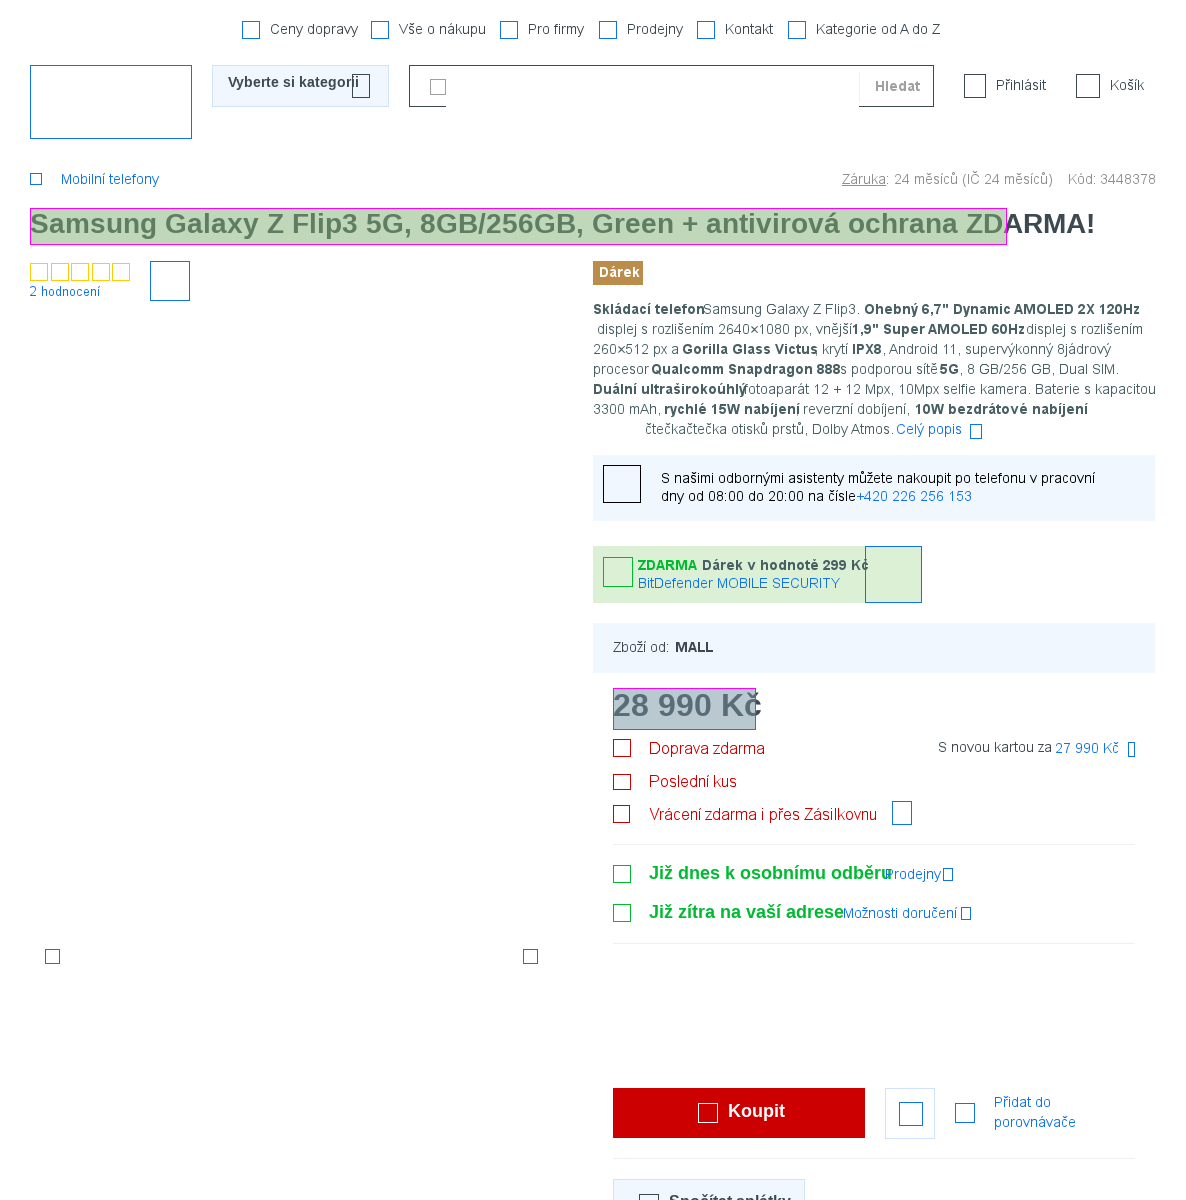 Ceny dopravy Vše o nákupu Pro firmy Prodejny Kontakt Kategorie od A do Z
Vyberte si kategorii Hledat Přihlásit Košík
Mobilní telefony Záruka: 24 měsíců (IČ 24 měsíců) Kód: 3448378
Samsung Galaxy Z Flip3 5G, 8GB/256GB, Green + antivirová ochrana ZDARMA!
2 hodnocení
Dárek
Skládací telefon Samsung Galaxy Z Flip3. Ohebný 6,7" Dynamic AMOLED 2X 120Hz
displej s rozlišením 2640×1080 px, vnější 1,9" Super AMOLED 60Hz displej s rozlišením
260×512 px a Gorilla Glass Victus, krytí IPX8, Android 11, supervýkonný 8jádrový
procesor Qualcomm Snapdragon 888 s podporou sítě 5G, 8 GB/256 GB, Dual SIM.
Duální ultraširokoúhlý fotoaparát 12 + 12 Mpx, 10Mpx selfie kamera. Baterie s kapacitou
3300 mAh, rychlé 15W nabíjení reverzní dobíjení, 10W bezdrátové nabíjení
čtečkačtečka otisků prstů, Dolby Atmos. Celý popis
S našimi odbornými asistenty můžete nakoupit po telefonu v pracovní
dny od 08:00 do 20:00 na čísle +420 226 256 153
ZDARMA Dárek v hodnotě 299 Kč
BitDefender MOBILE SECURITY
Zboží od: MALL
28 990 Kč
Doprava zdarma S novou kartou za 27 990 Kč
Poslední kus
Vrácení zdarma i přes Zásilkovnu
Již dnes k osobnímu odběru Prodejny
Již zítra na vaší adrese Možnosti doručení
Koupit
Přidat do
porovnávače
Spočítat splátky